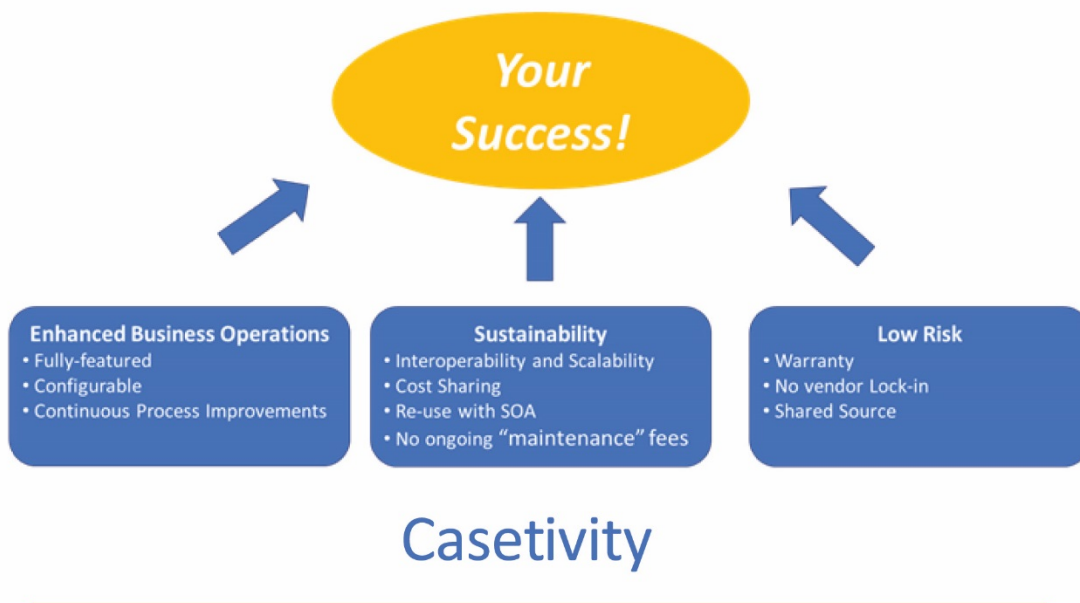 Your
Success!
Enhanced Business Operations
• Fully-featured
• Configurable
• Continuous Process Improvements
Sustainability
• Interoperability and Scalability
• Cost Sharing
• Re-use with SOA
• No ongoing “maintenance” fees
Low Risk
• Warranty
• No vendor Lock-in
• Shared Source
Casetivity